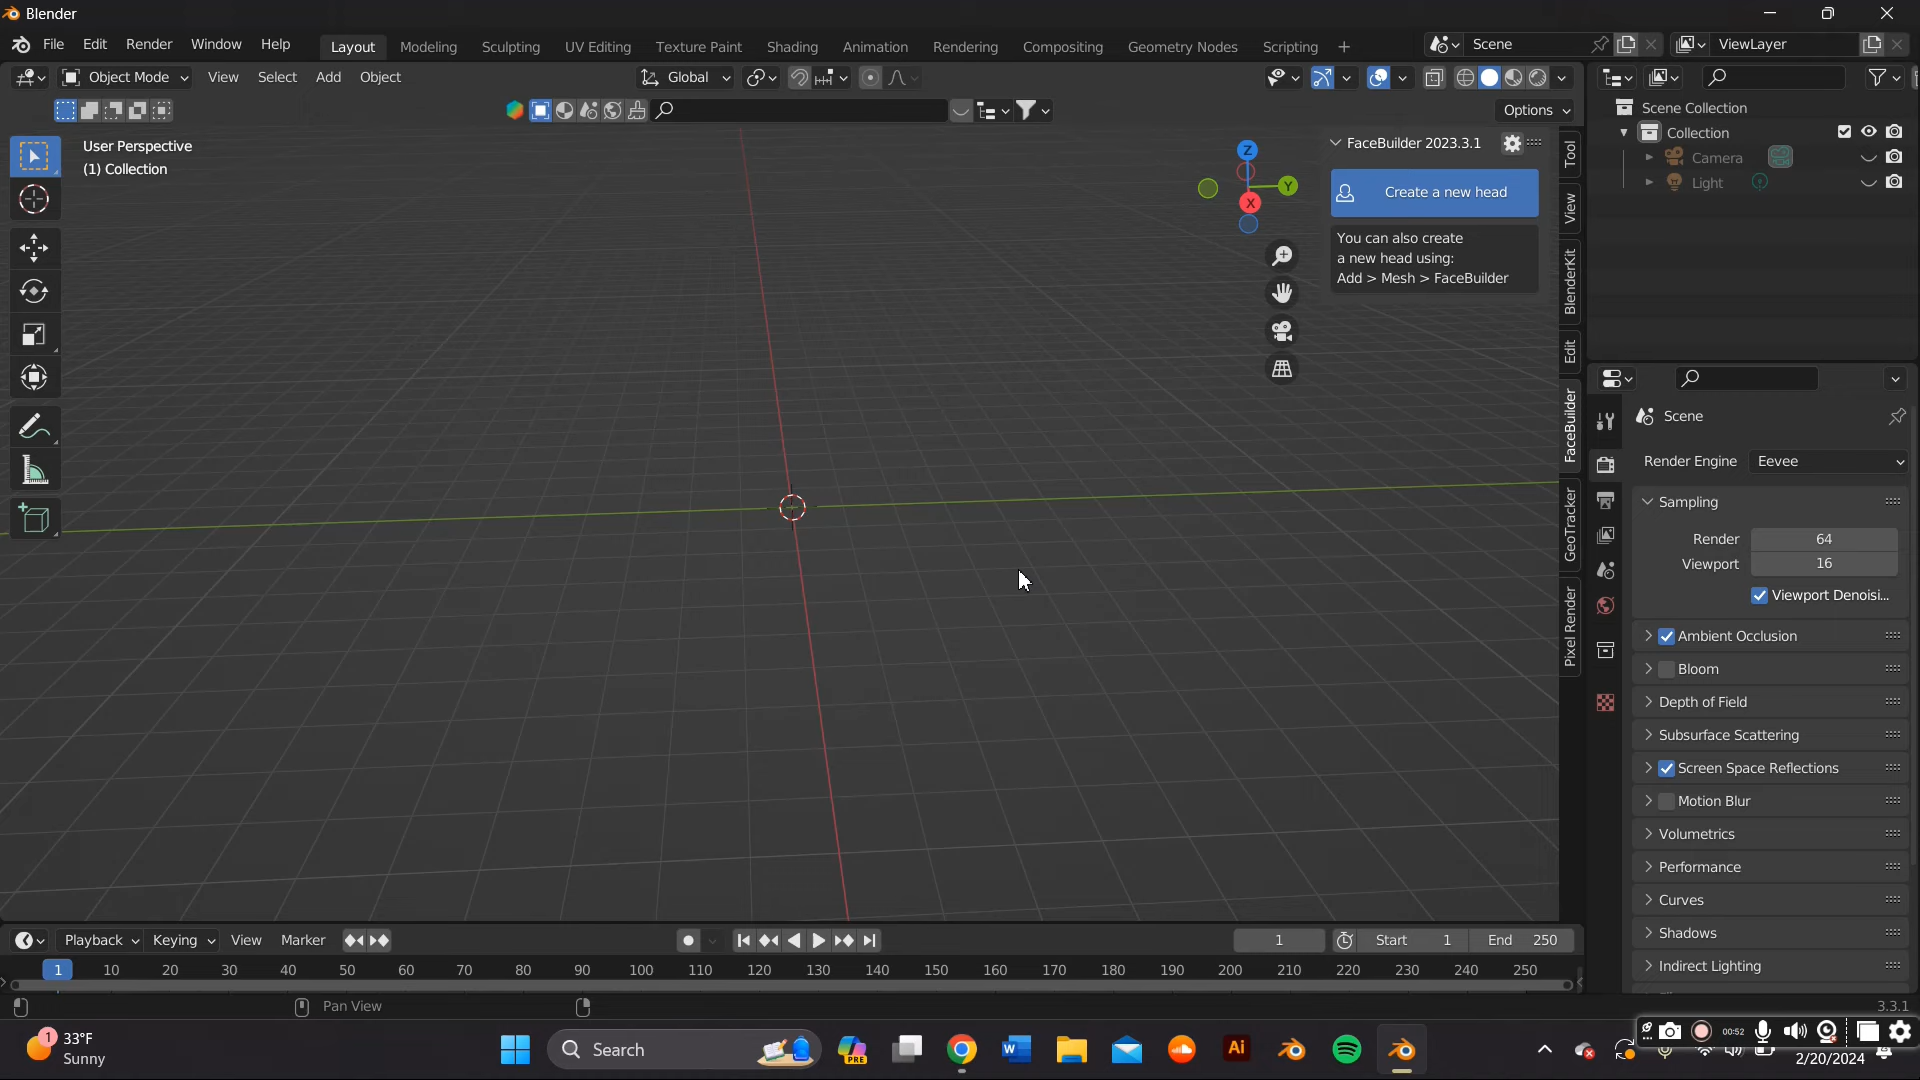 Blender
File Edit Render Window Help Layout Modeling Sculpting UV Editing Texture Paint Shading Animation Rendering Compositing Geometry Nodes Scripting + Scene ViewLayer
Object Mode View Select Add Object Global
Options
User Perspective
(1) Collection
Z
Y
X
FaceBuilder 2023.3.1
Create a new head
You can also create
a new head using:
Add > Mesh > FaceBuilder
Tool
View
BlenderKit
Edit
FaceBuilder
GeoTracker
Pixel Render
Scene Collection
Collection
Camera
Light
Scene
Render Engine Eevee
Sampling
Render 64
Viewport 16
Viewport Denoisi...
Ambient Occlusion
Bloom
Depth of Field
Subsurface Scattering
Screen Space Reflections
Motion Blur
Volumetrics
Performance
Curves
Shadows
Indirect Lighting
Playback Keying View Marker 1 Start 1 End 250
1 10 20 30 40 50 60 70 80 90 100 110 120 130 140 150 160 170 180 190 200 210 220 230 240 250
Pan View
3.3.1
1
33°F
Sunny
Search
PRE
W
Ai
00:52
2/20/2024